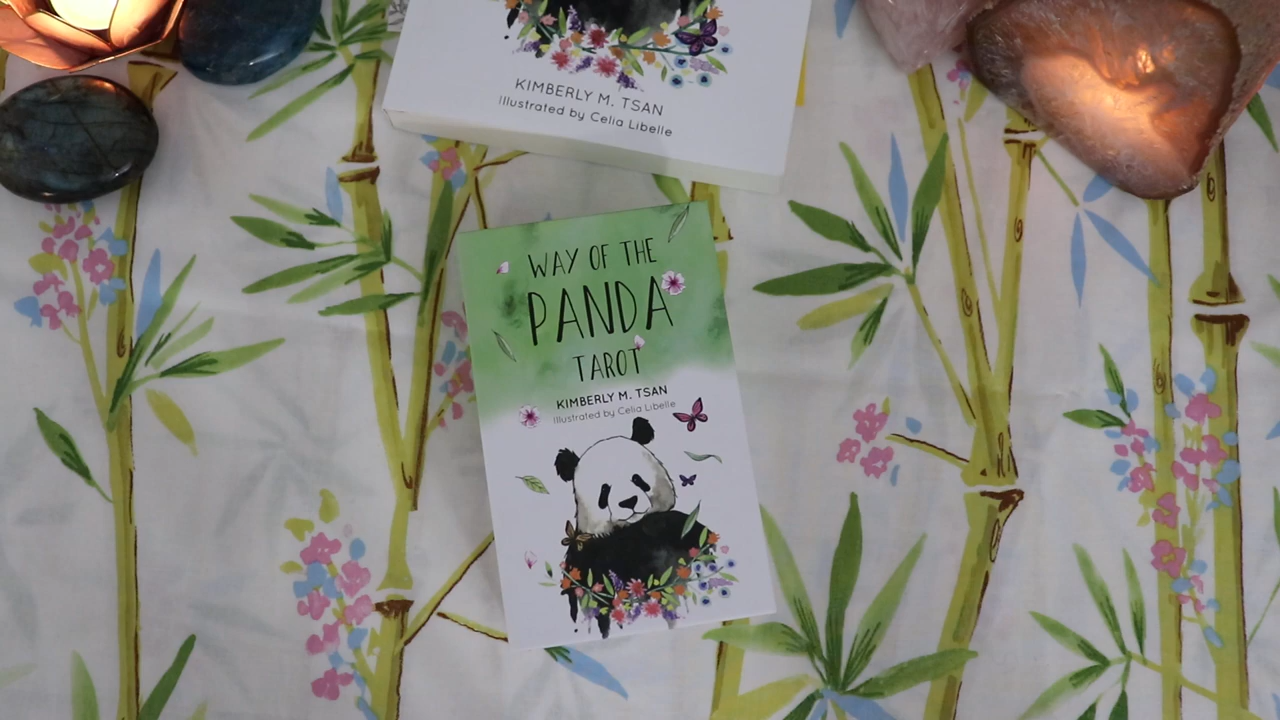 KIMBERLY M. TSAN
Illustrated by Celia Libelle
WAY OF THE
PANDA
TAROT
KIMBERLY M. TSAN
Illustrated by Celia Libelle